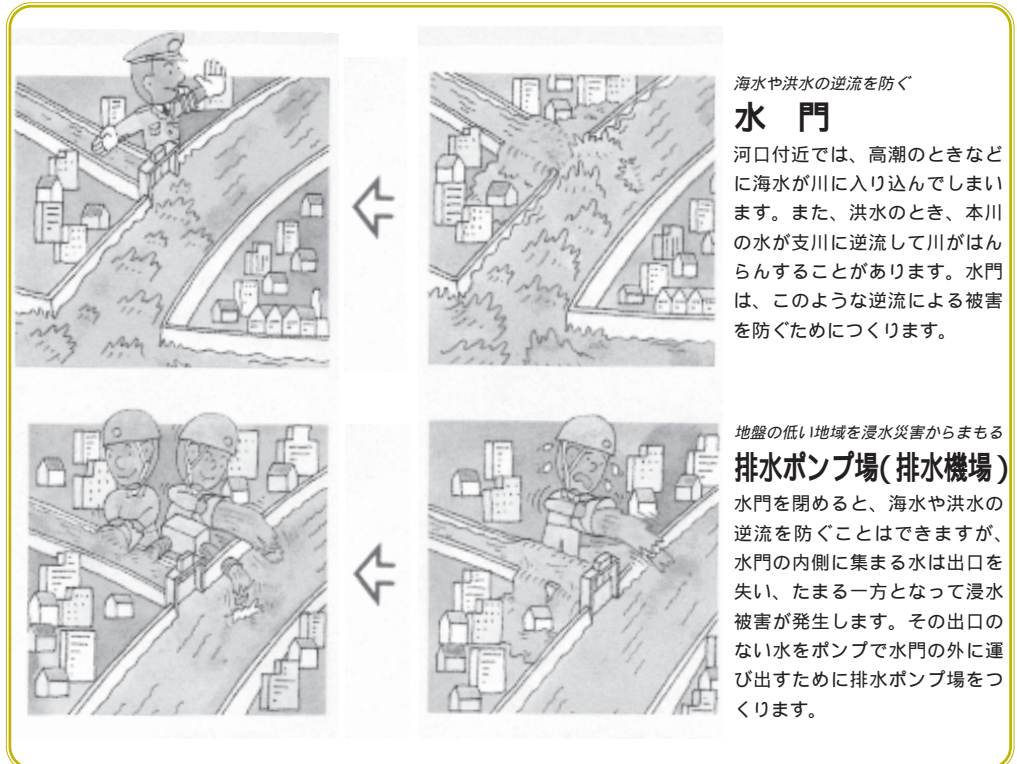 海水や洪水の逆流を防ぐ
水　門
河口付近では、高潮のときなど
に海水が川に入り込んでしまい
ます。また、洪水のとき、本川
の水が支川に逆流して川がはん
らんすることがあります。水門
は、このような逆流による被害
を防ぐためにつくります。
地盤の低い地域を浸水災害からまもる
排水ポンプ場(排水機場)
水門を閉めると、海水や洪水の
逆流を防ぐことはできますが、
水門の内側に集まる水は出口を
失い、たまる一方となって浸水
被害が発生します。その出口の
ない水をポンプで水門の外に運
び出すために排水ポンプ場をつ
くります。